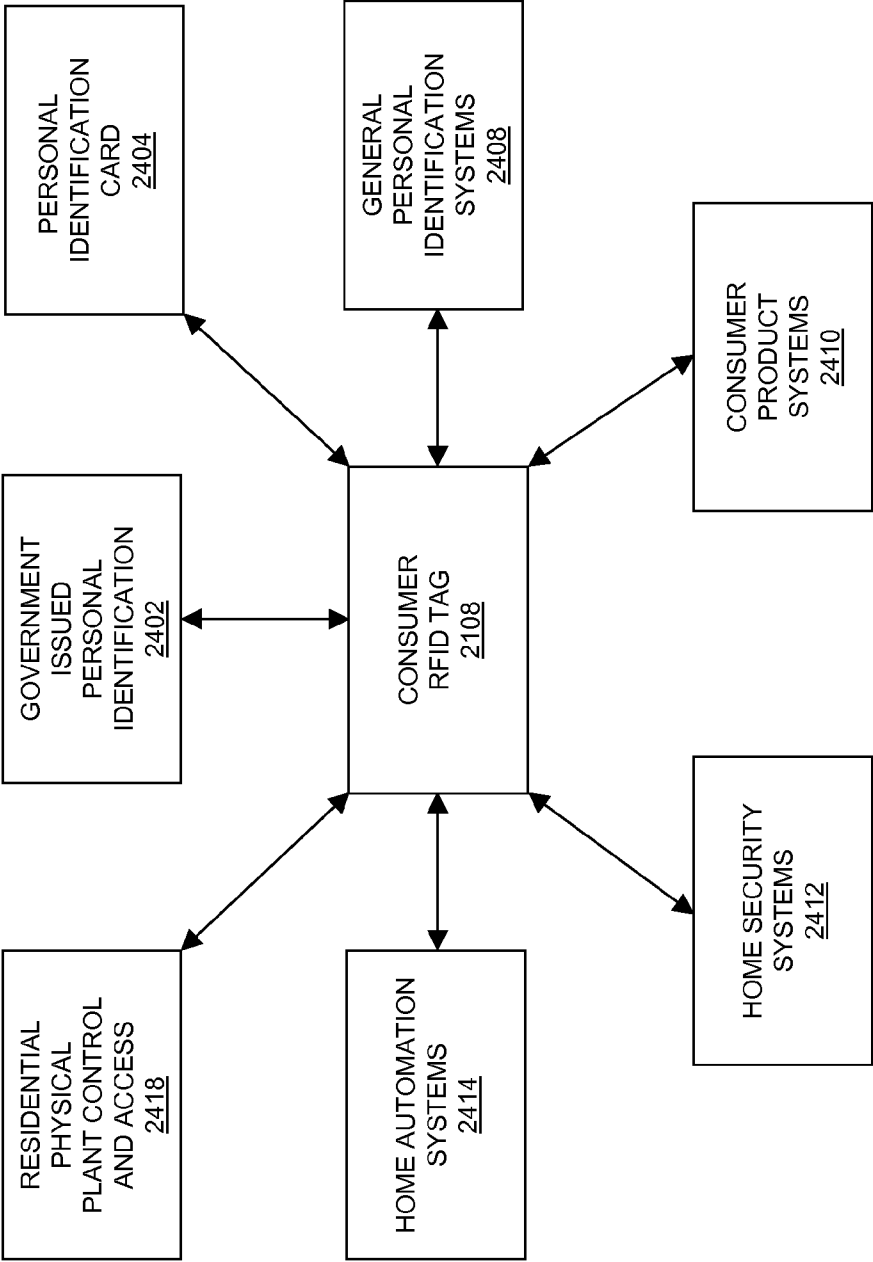 RESIDENTIAL
PHYSICAL
PLANT CONTROL
AND ACCESS
2418
GOVERNMENT
ISSUED
PERSONAL
IDENTIFICATION
2402
PERSONAL
IDENTIFICATION
CARD
2404
HOME AUTOMATION
SYSTEMS
2414
CONSUMER
RFID TAG
2108
GENERAL
PERSONAL
IDENTIFICATION
SYSTEMS
2408
HOME SECURITY
SYSTEMS
2412
CONSUMER
PRODUCT
SYSTEMS
2410